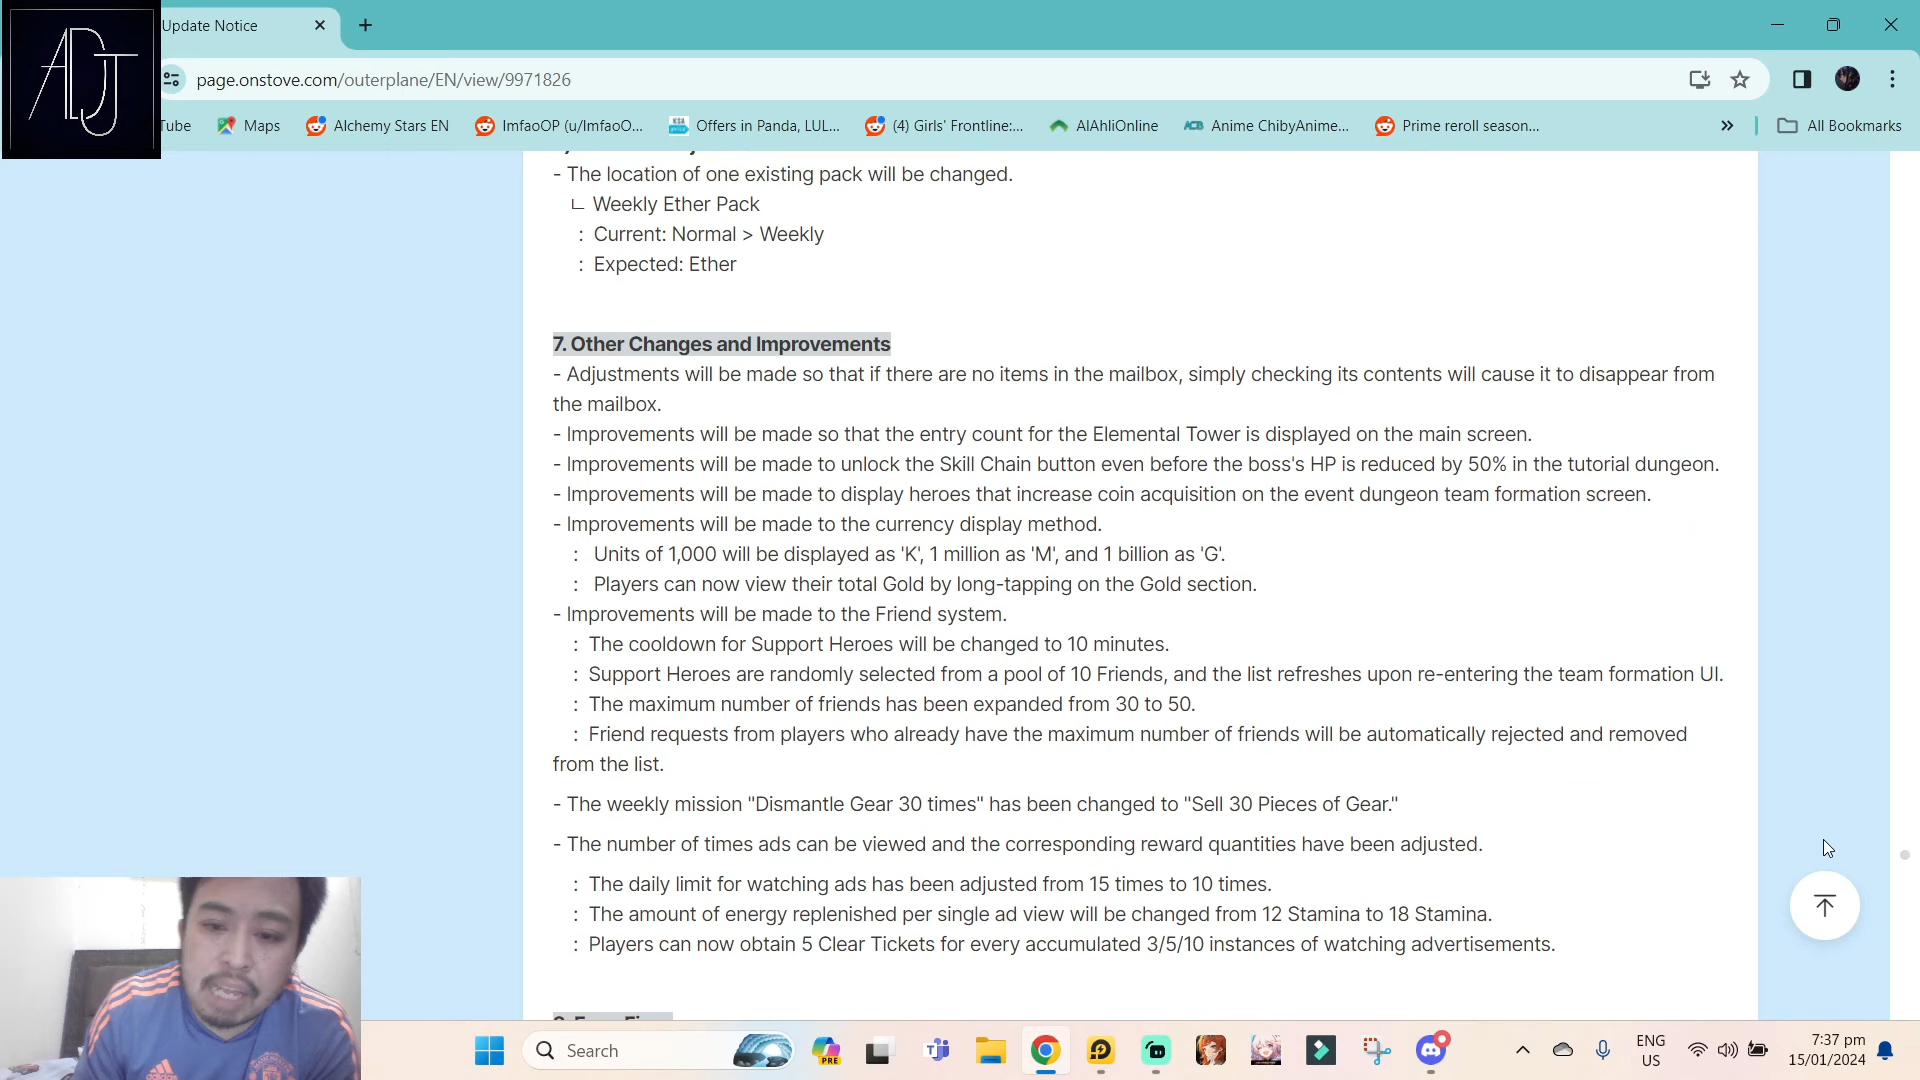 ADJ
Update Notice
page.onstove.com/outerplane/EN/view/9971826
Tube
Maps
Alchemy Stars EN
lmfaoOP (u/lmfaoO...
Offers in Panda, LUL...
(4) Girls' Frontline:...
AlAhliOnline
Anime ChibyAnime...
Prime reroll season...
All Bookmarks
- The location of one existing pack will be changed.
ㄴ Weekly Ether Pack
: Current: Normal > Weekly
: Expected: Ether
7. Other Changes and Improvements
- Adjustments will be made so that if there are no items in the mailbox, simply checking its contents will cause it to disappear from
the mailbox.
- Improvements will be made so that the entry count for the Elemental Tower is displayed on the main screen.
- Improvements will be made to unlock the Skill Chain button even before the boss's HP is reduced by 50% in the tutorial dungeon.
- Improvements will be made to display heroes that increase coin acquisition on the event dungeon team formation screen.
- Improvements will be made to the currency display method.
: Units of 1,000 will be displayed as 'K', 1 million as 'M', and 1 billion as 'G'.
: Players can now view their total Gold by long-tapping on the Gold section.
- Improvements will be made to the Friend system.
: The cooldown for Support Heroes will be changed to 10 minutes.
: Support Heroes are randomly selected from a pool of 10 Friends, and the list refreshes upon re-entering the team formation UI.
: The maximum number of friends has been expanded from 30 to 50.
: Friend requests from players who already have the maximum number of friends will be automatically rejected and removed
from the list.
- The weekly mission "Dismantle Gear 30 times" has been changed to "Sell 30 Pieces of Gear."
- The number of times ads can be viewed and the corresponding reward quantities have been adjusted.
: The daily limit for watching ads has been adjusted from 15 times to 10 times.
: The amount of energy replenished per single ad view will be changed from 12 Stamina to 18 Stamina.
: Players can now obtain 5 Clear Tickets for every accumulated 3/5/10 instances of watching advertisements.
Search
PRE
ENG
US
7:37 pm
15/01/2024